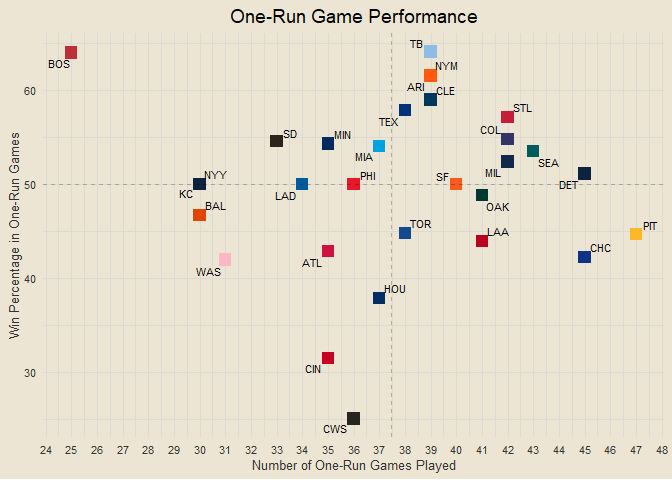 One-Run Game Performance
TB
BOS
NYM
60
ARI
CLE
STL
TEX
COL
SD
MIN
MIA
SEA
MIL
NYY
PHI
SF
50
DET
KC
LAD
BAL
OAK
TOR
PIT
LAA
CHC
WAS
ATL
40
HOU
CIN
30
CWS
Win Percentage in One-Run Games
24 25 26 27 28 29 30 31 32 33 34 35 36 37 38 39 40 41 42 43 44 45 46 47 48
Number of One-Run Games Played